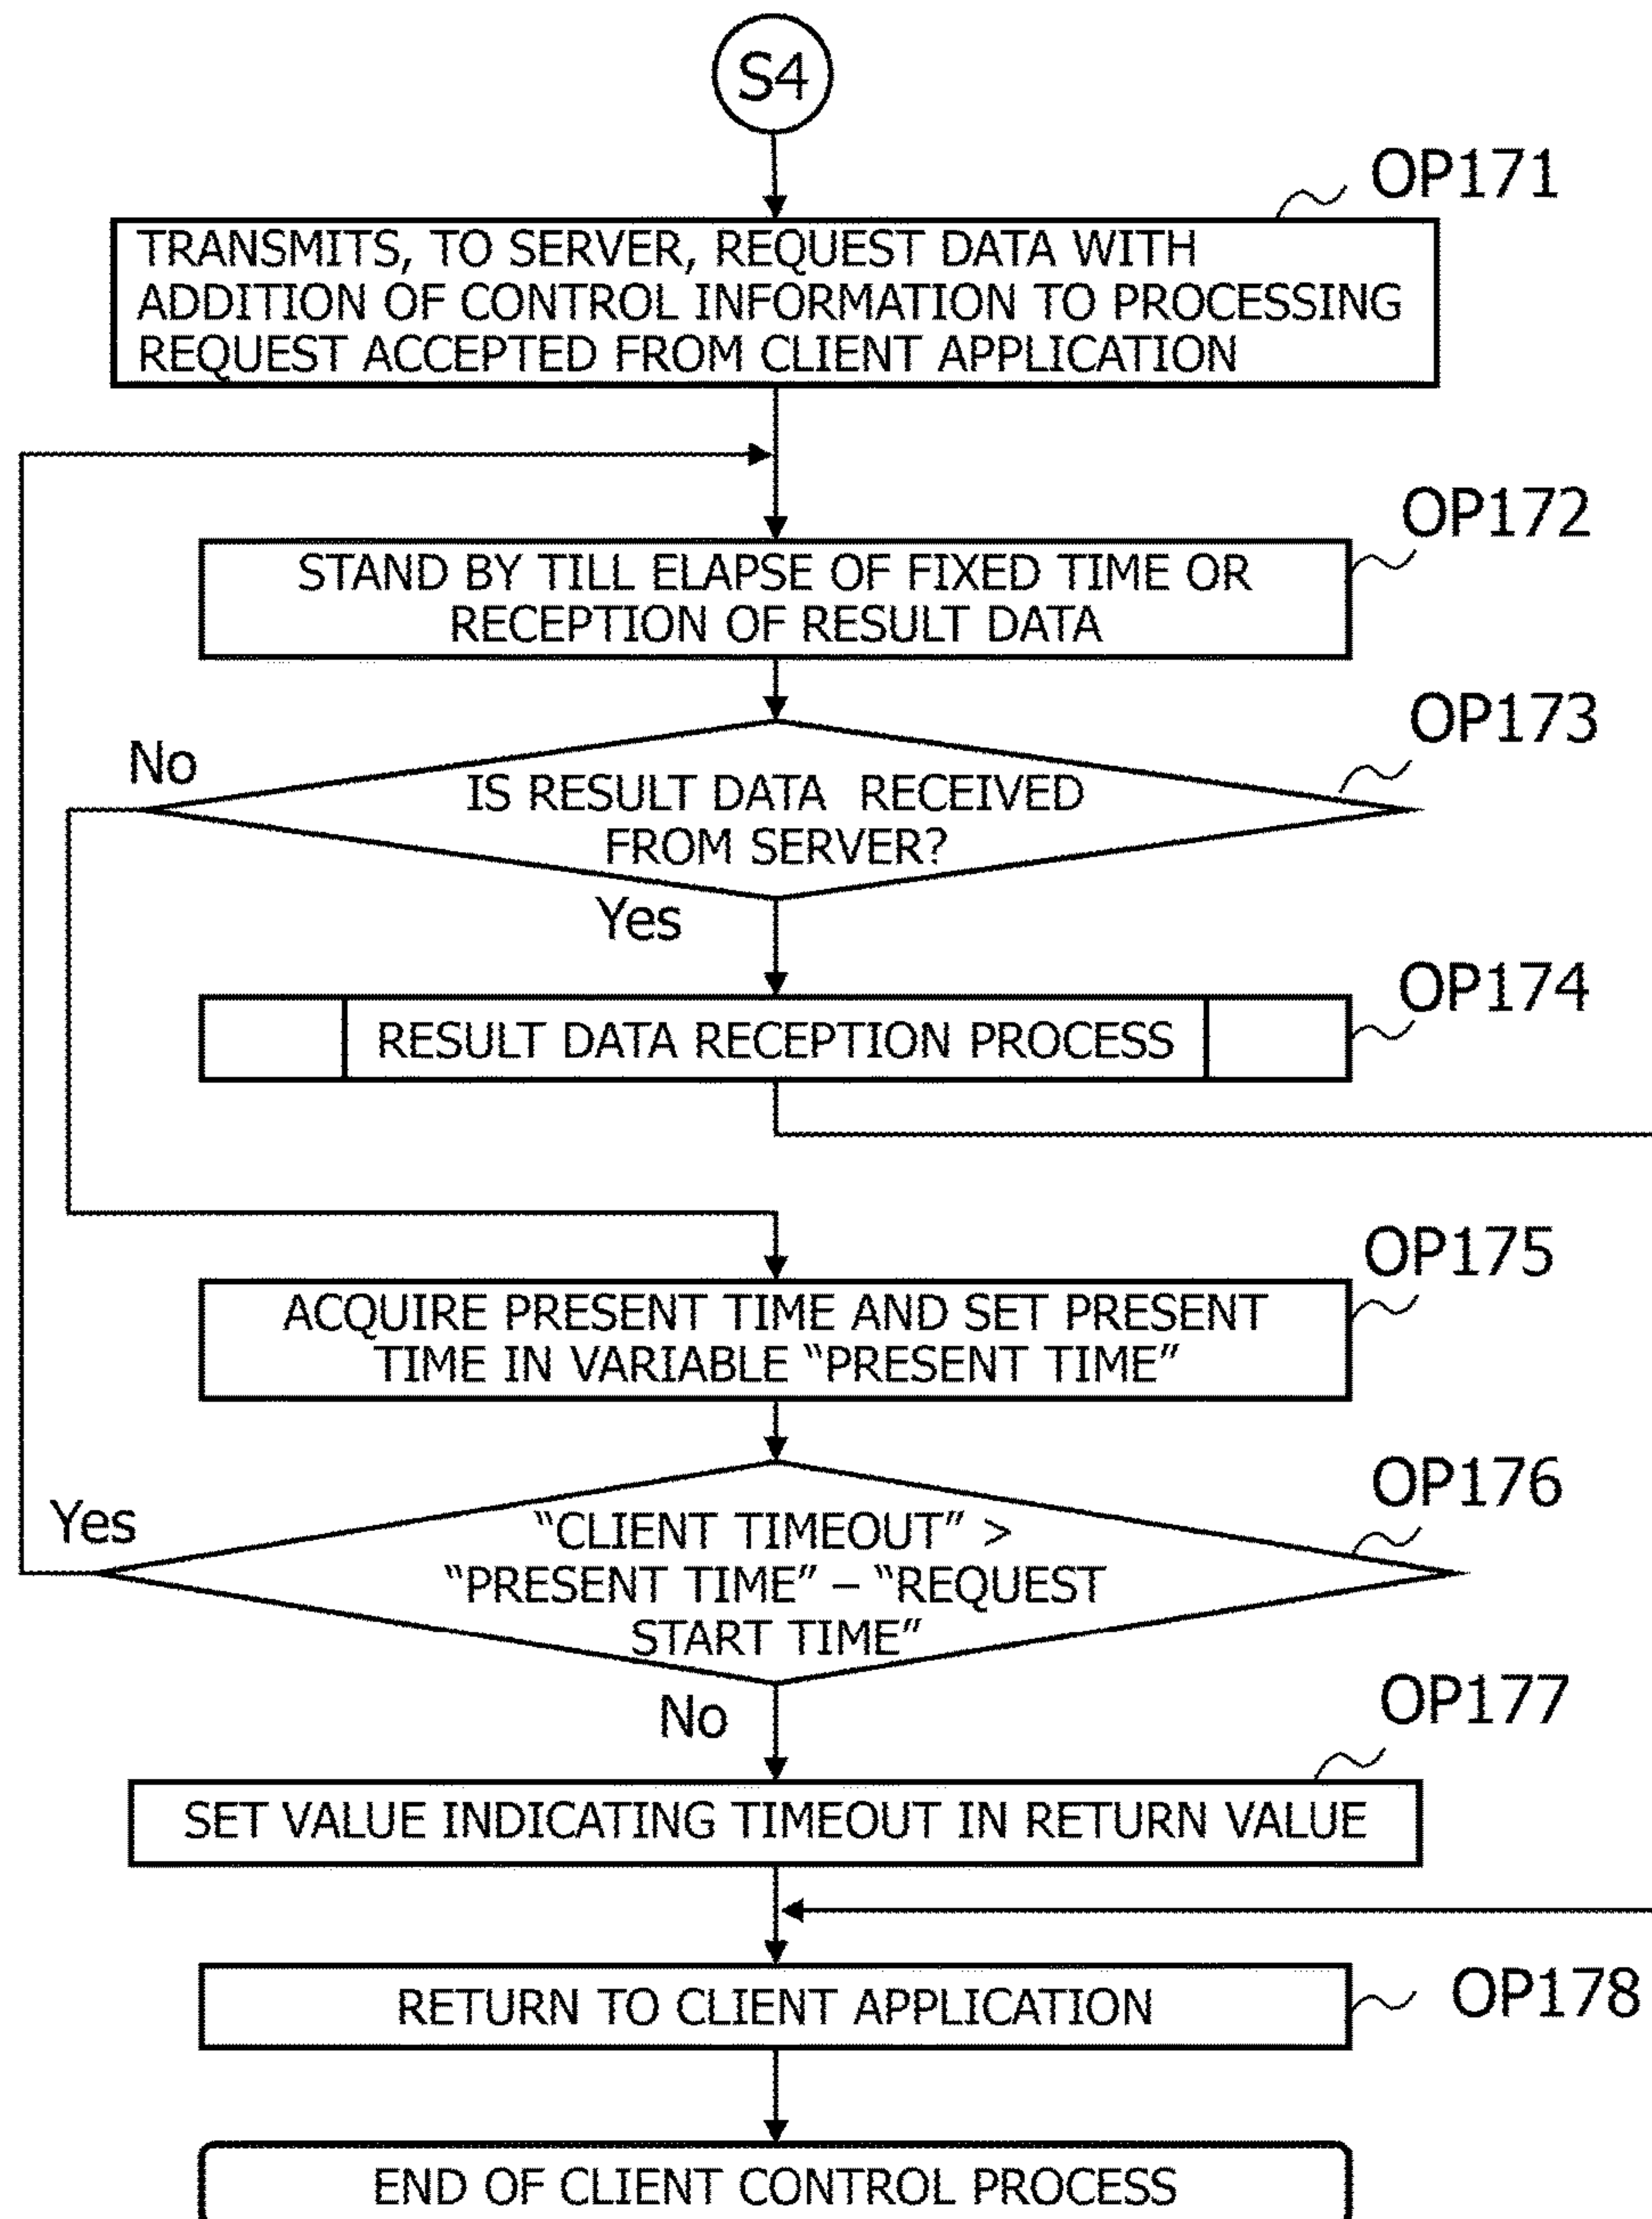 S4
OP171
TRANSMITS, TO SERVER, REQUEST DATA WITH
ADDITION OF CONTROL INFORMATION TO PROCESSING
REQUEST ACCEPTED FROM CLIENT APPLICATION
OP172
STAND BY TILL ELAPSE OF FIXED TIME OR
RECEPTION OF RESULT DATA
OP173
No
IS RESULT DATA RECEIVED
FROM SERVER?
Yes
OP174
RESULT DATA RECEPTION PROCESS
OP175
ACQUIRE PRESENT TIME AND SET PRESENT
TIME IN VARIABLE “PRESENT TIME”
OP176
Yes
“CLIENT TIMEOUT” >
“PRESENT TIME” – “REQUEST
START TIME”
No
OP177
SET VALUE INDICATING TIMEOUT IN RETURN VALUE
OP178
RETURN TO CLIENT APPLICATION
END OF CLIENT CONTROL PROCESS